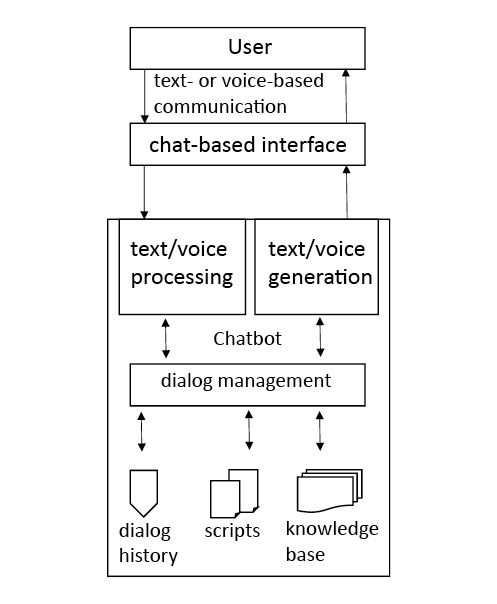 User
text- or voice-based
communication
chat-based interface
text/voice
processing
text/voice
generation
Chatbot
dialog management
dialog
history
scripts
knowledge
base